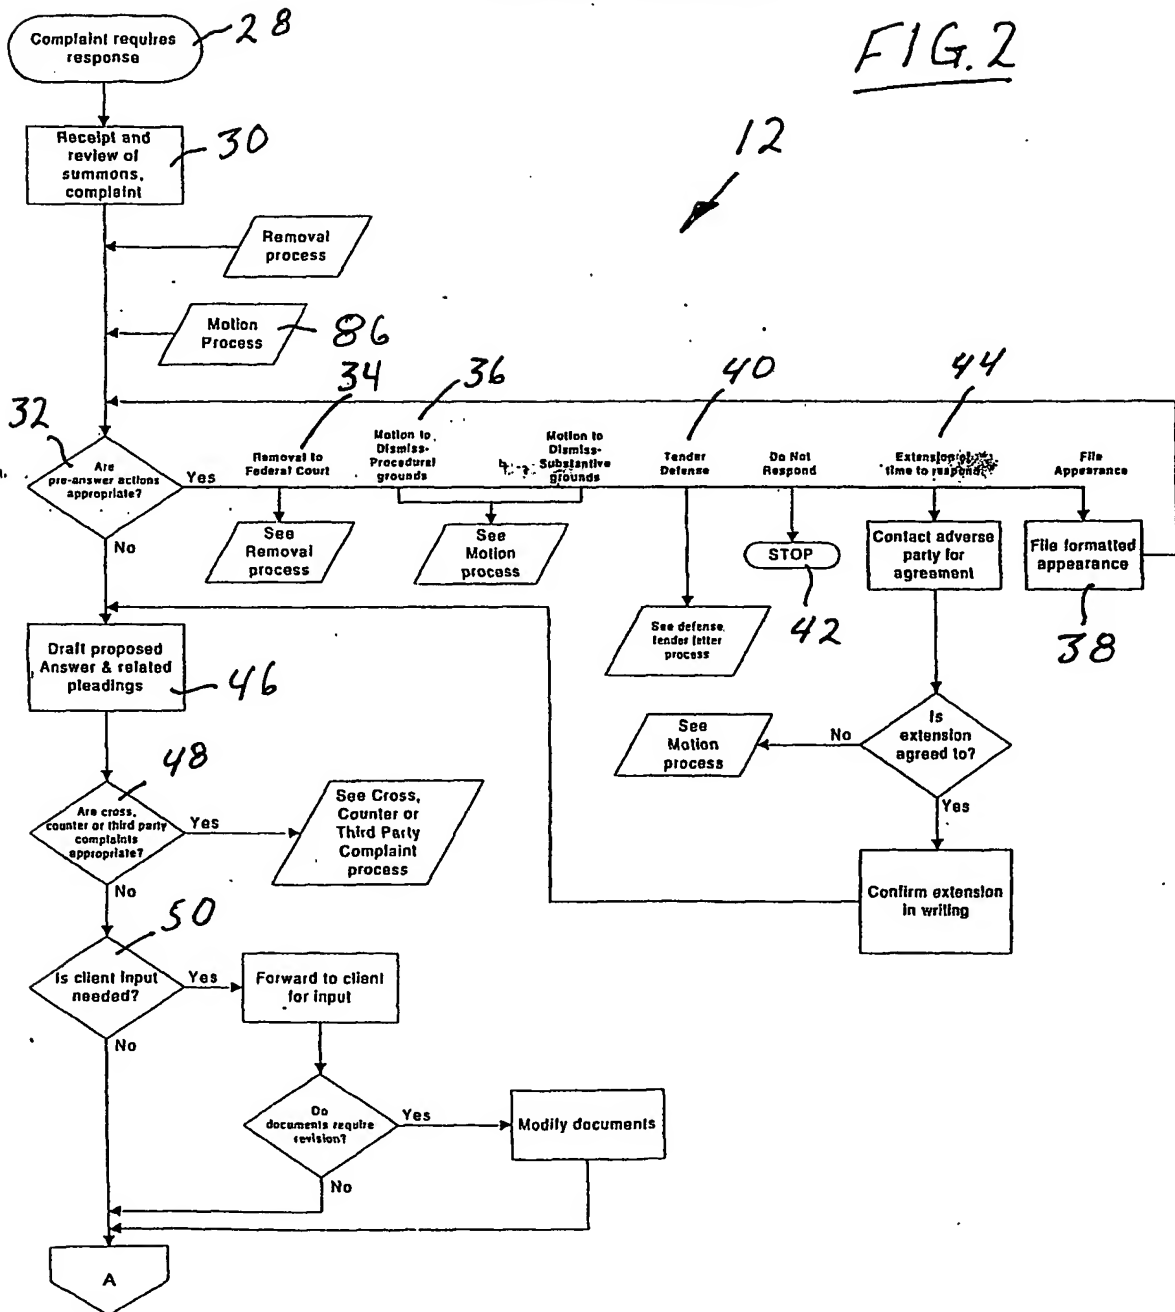 Complaint requires
response
28
FIG.2
Receipt and
review of
summons,
complaint
30
12
Removal
process
Motion
Process
86
32
34
36
40
44
Are
pre-answer actions
appropriate?
Yes
Removal to
Federal Court
Motion to
Dismiss-
Procedural
grounds
Motion to
Dismiss-
Substantive
grounds
Tender
Defense
Do Not
Respond
Extension of
time to respond
File
Appearance
No
See
Removal
process
See
Motion
process
STOP
42
Contact adverse
party for
agreement
File formatted
appearance
38
See defense,
tender letter
process
Draft proposed
Answer & related
pleadings
46
See
Motion
process
No
Is
extension
agreed to?
Yes
48
Are cross,
counter or third party
complaints
appropriate?
Yes
See Cross,
Counter or
Third Party
Complaint
process
No
Confirm extension
in writing
50
Is client input
needed?
Yes
Forward to client
for input
No
Do
documents require
revision?
Yes
Modify documents
No
A